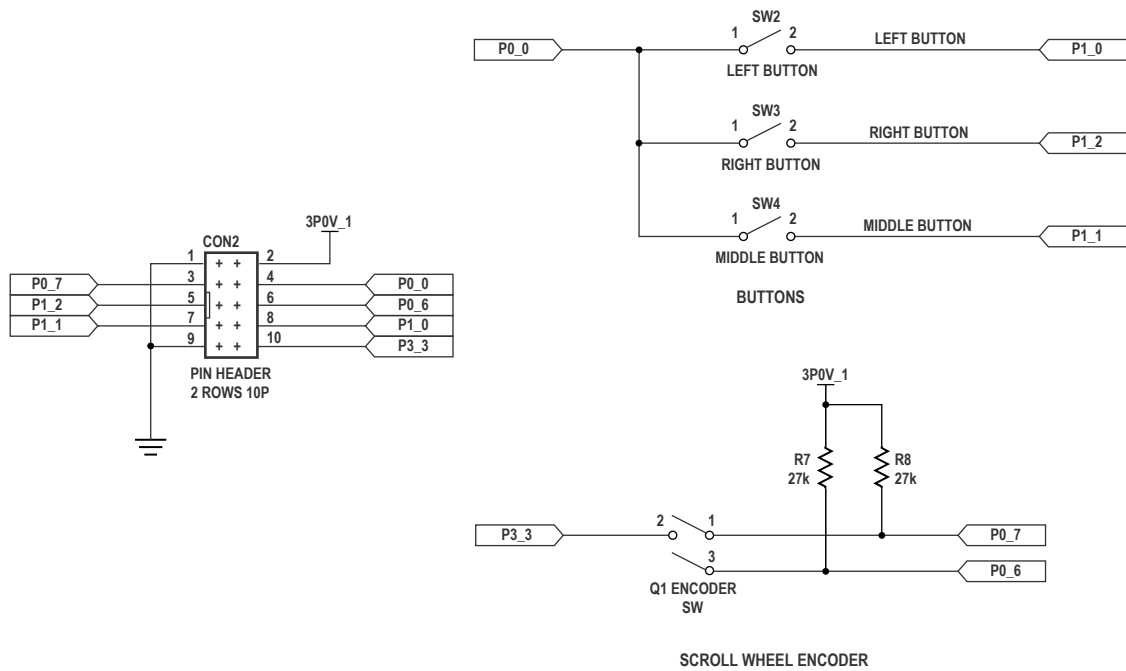 SW2
1 2
P0_0
LEFT BUTTON
P1_0
LEFT BUTTON
SW3
1 2
RIGHT BUTTON
P1_2
RIGHT BUTTON
SW4
1 2
MIDDLE BUTTON
P1_1
MIDDLE BUTTON
BUTTONS
3P0V_1
CON2
1 + + 2
P0_7 3 + + 4 P0_0
P1_2 5 + + 6 P0_6
P1_1 7 + + 8 P1_0
9 + + 10 P3_3
PIN HEADER
2 ROWS 10P
3P0V_1
R7
27k
R8
27k
P3_3
2 1
P0_7
3
P0_6
Q1 ENCODER
SW
SCROLL WHEEL ENCODER